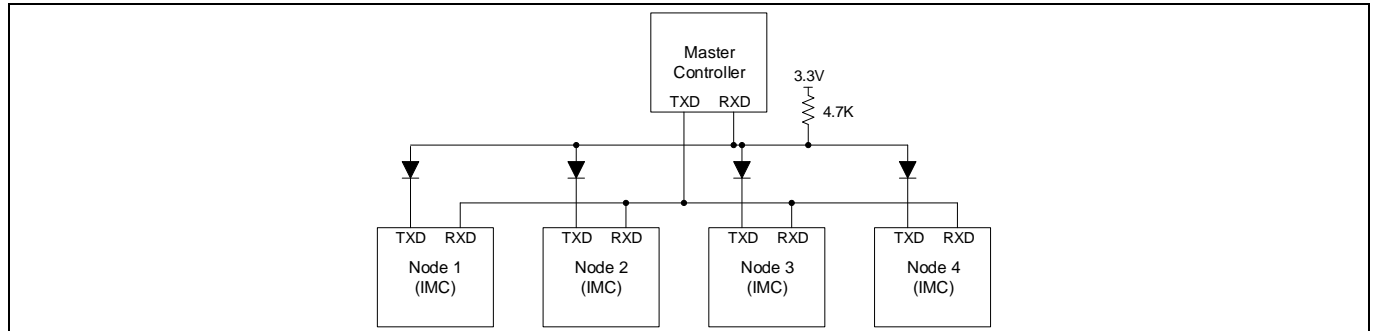 Master
Controller
TXD RXD
3.3V
4.7K
TXD RXD
Node 1
(IMC)
TXD RXD
Node 2
(IMC)
TXD RXD
Node 3
(IMC)
TXD RXD
Node 4
(IMC)